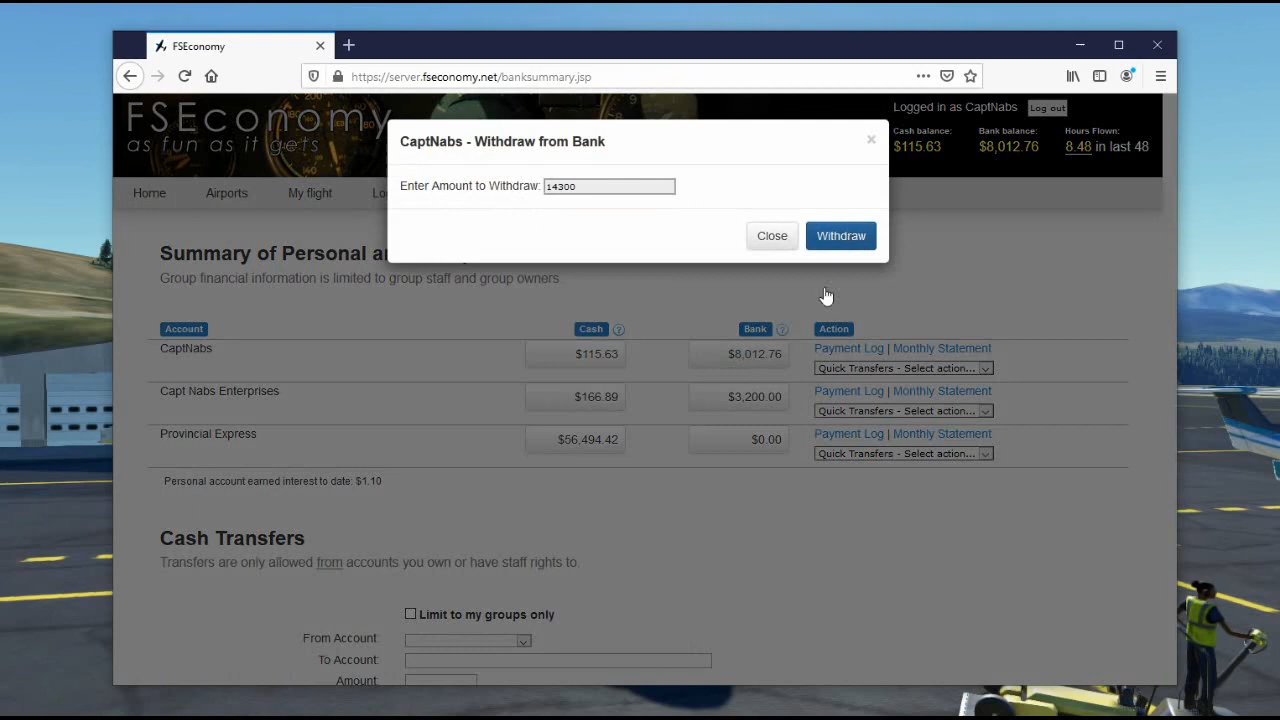 FSEconomy
https://server.fseconomy.net/banksummary.jsp
FSEconomy
as fun as it gets
Logged in as CaptNabs Log out
Cash balance: Bank balance: Hours Flown:
$115.63 $8,012.76 8.48 in last 48
CaptNabs - Withdraw from Bank ×
Enter Amount to Withdraw: 14300
Close Withdraw
Home Airports My flight
Summary of Personal
Group financial information is limited to group staff and group owners.
Account Cash ? Bank ? Action
CaptNabs $115.63 $8,012.76 Payment Log | Monthly Statement
Quick Transfers - Select action...
Capt Nabs Enterprises $166.89 $3,200.00 Payment Log | Monthly Statement
Quick Transfers - Select action...
Provincial Express $56,494.42 $0.00 Payment Log | Monthly Statement
Quick Transfers - Select action...
Personal account earned interest to date: $1.10
Cash Transfers
Transfers are only allowed from accounts you own or have staff rights to.
Limit to my groups only
From Account:
To Account:
Amount: